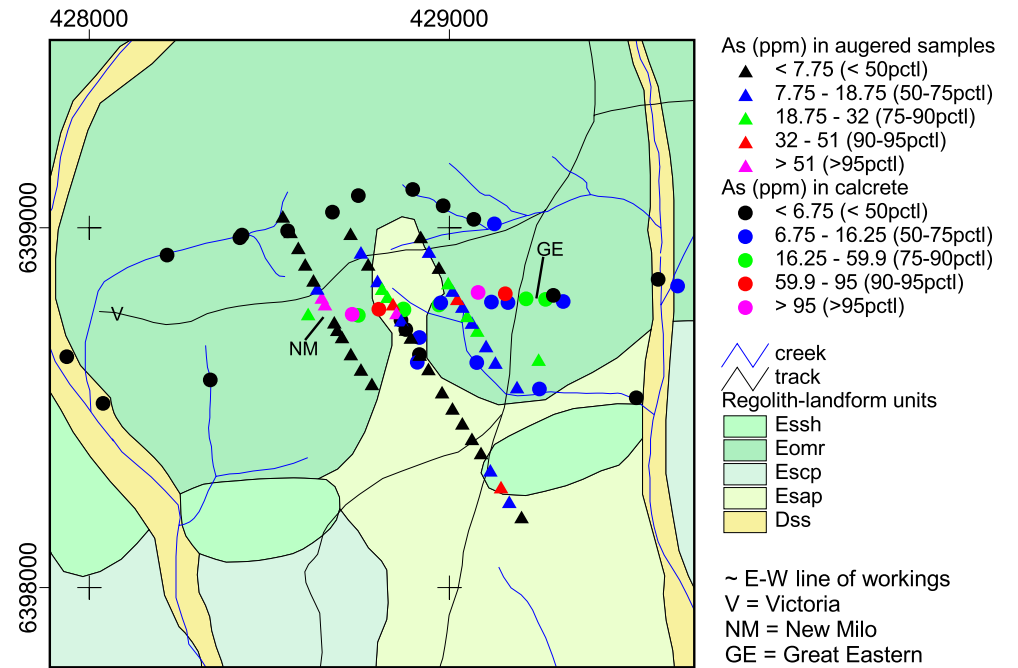 428000
429000
6399000
6398000
V
NM
GE
As (ppm) in augered samples
< 7.75 (< 50pctl)
7.75 - 18.75 (50-75pctl)
18.75 - 32 (75-90pctl)
32 - 51 (90-95pctl)
> 51 (>95pctl)
As (ppm) in calcrete
< 6.75 (< 50pctl)
6.75 - 16.25 (50-75pctl)
16.25 - 59.9 (75-90pctl)
59.9 - 95 (90-95pctl)
> 95 (>95pctl)
creek
track
Regolith-landform units
Essh
Eomr
Escp
Esap
Dss
~ E-W line of workings
V = Victoria
NM = New Milo
GE = Great Eastern